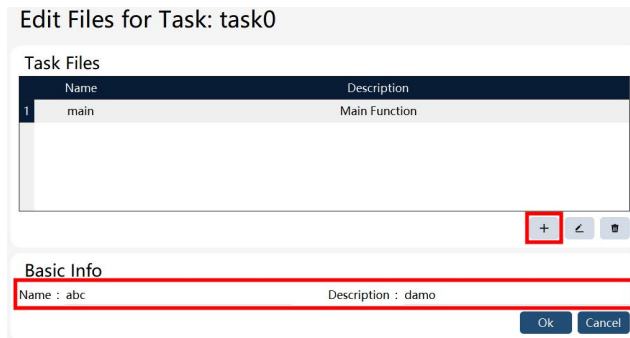 Edit Files for Task: task0
Task Files
Name Description
1 main Main Function
+
Basic Info
Name : abc Description : damo
Ok Cancel